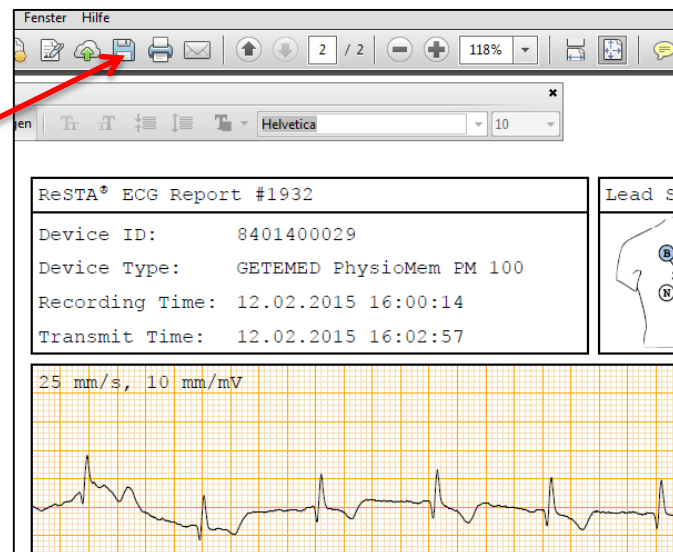 Fenster Hilfe
2 / 2 118%
gen Helvetica 10
ReSTA® ECG Report #1932
Device ID: 8401400029
Device Type: GETEMED PhysioMem PM 100
Recording Time: 12.02.2015 16:00:14
Transmit Time: 12.02.2015 16:02:57
Lead S
B
N
25 mm/s, 10 mm/mV